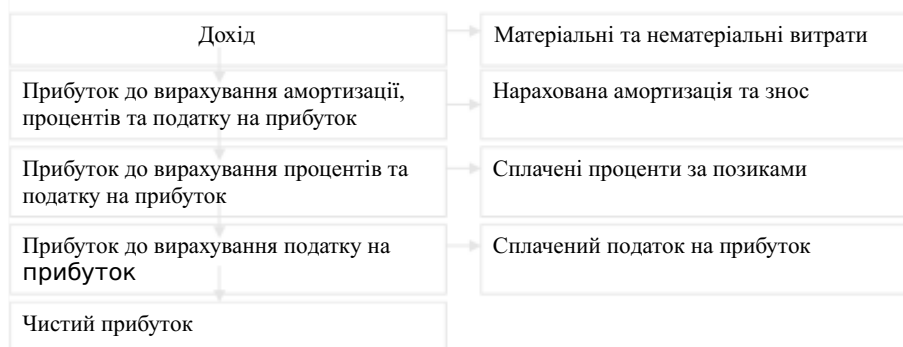 Дохід
Матеріальні та нематеріальні витрати
Прибуток до вирахування амортизації,
процентів та податку на прибуток
Нарахована амортизація та знос
Прибуток до вирахування процентів та
податку на прибуток
Сплачені проценти за позиками
Прибуток до вирахування податку на
прибуток
Сплачений податок на прибуток
Чистий прибуток